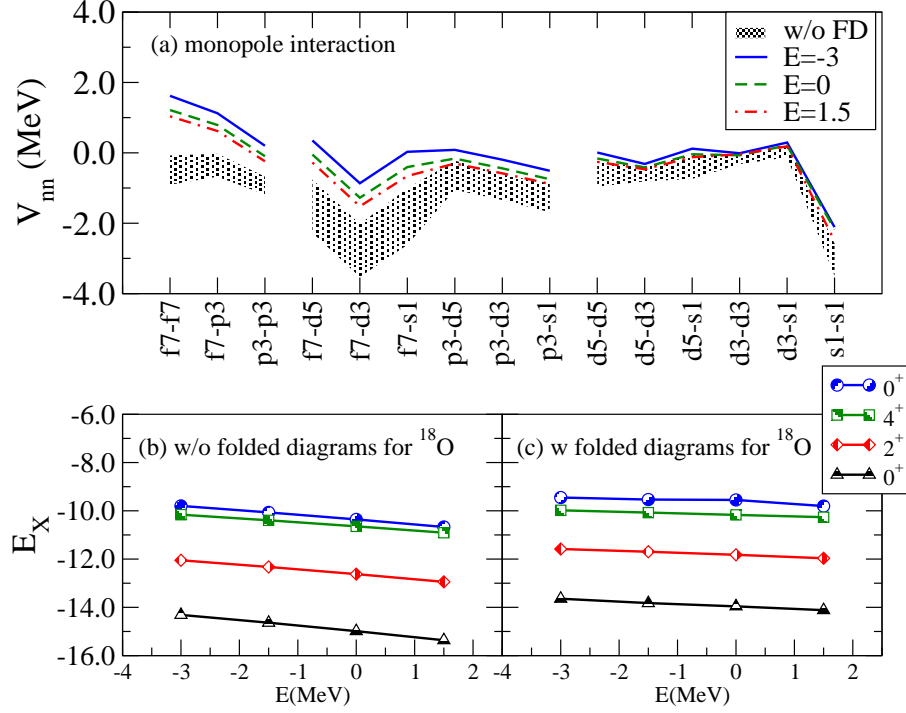 4.0
2.0
0.0
-2.0
-4.0
V_nn (MeV)
(a) monopole interaction
w/o FD
E=-3
E=0
E=1.5
f7-f7
f7-p3
p3-p3
f7-d5
f7-d3
f7-s1
p3-d5
p3-d3
p3-s1
d5-d5
d5-d3
d5-s1
d3-d3
d3-s1
s1-s1
0^+
4^+
2^+
0^+
-6.0
-8.0
-10.0
-12.0
-14.0
-16.0
E_X
(b) w/o folded diagrams for ^18O
(c) w folded diagrams for ^18O
-4 -3 -2 -1 0 1 2
-4 -3 -2 -1 0 1 2
E(MeV)
E(MeV)